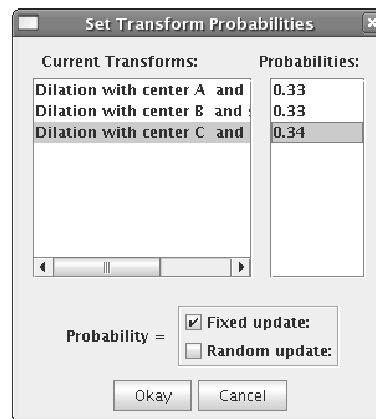 Set Transform Probabilities
Current Transforms: Probabilities:
Dilation with center A and 0.33
Dilation with center B and 0.33
Dilation with center C and 0.34
Probability =
Fixed update:
Random update:
Okay Cancel